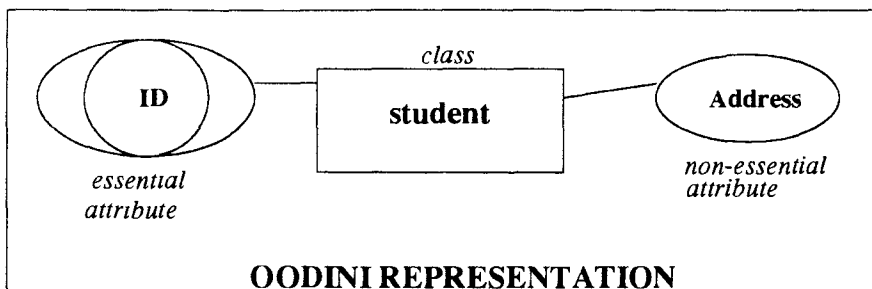 class
ID
student
Address
essential
attribute
non-essential
attribute
OODINI REPRESENTATION